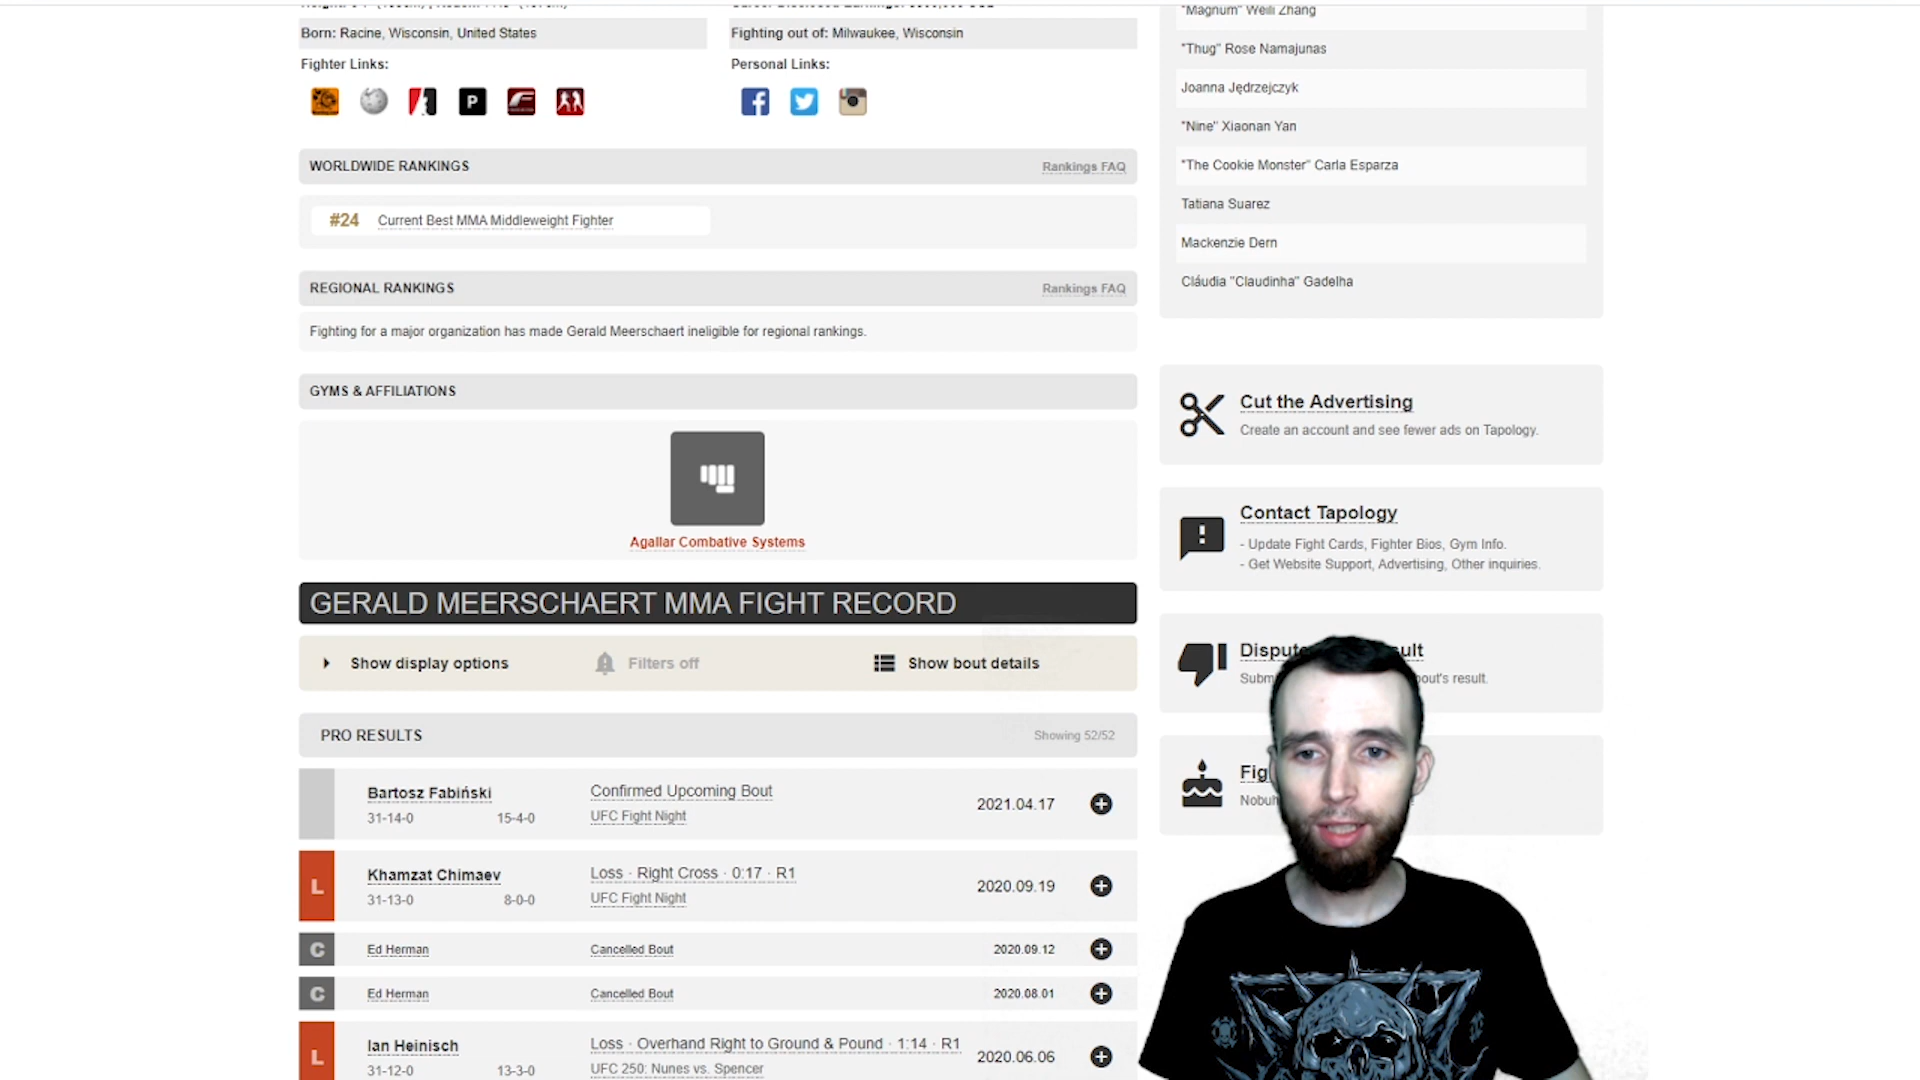 Born: Racine, Wisconsin, United States
Fighting out of: Milwaukee, Wisconsin
Fighter Links:
Personal Links:
P
WORLDWIDE RANKINGS
Rankings FAQ
#24 Current Best MMA Middleweight Fighter
REGIONAL RANKINGS
Rankings FAQ
Fighting for a major organization has made Gerald Meerschaert ineligible for regional rankings.
GYMS & AFFILIATIONS
Agallar Combative Systems
GERALD MEERSCHAERT MMA FIGHT RECORD
Show display options
Filters off
Show bout details
PRO RESULTS
Showing 52/52
Bartosz Fabiński
31-14-0 15-4-0
Confirmed Upcoming Bout
UFC Fight Night
2021.04.17
L
Khamzat Chimaev
31-13-0 8-0-0
Loss · Right Cross · 0:17 · R1
UFC Fight Night
2020.09.19
C
Ed Herman
Cancelled Bout
2020.09.12
C
Ed Herman
Cancelled Bout
2020.08.01
L
Ian Heinisch
31-12-0 13-3-0
Loss · Overhand Right to Ground & Pound · 1:14 · R1
UFC 250: Nunes vs. Spencer
2020.06.06
"Magnum" Weili Zhang
"Thug" Rose Namajunas
Joanna Jędrzejczyk
"Nine" Xiaonan Yan
"The Cookie Monster" Carla Esparza
Tatiana Suarez
Mackenzie Dern
Cláudia "Claudinha" Gadelha
Cut the Advertising
Create an account and see fewer ads on Tapology.
Contact Tapology
- Update Fight Cards, Fighter Bios, Gym Info.
- Get Website Support, Advertising, Other inquiries.
Dispute
bout's result.